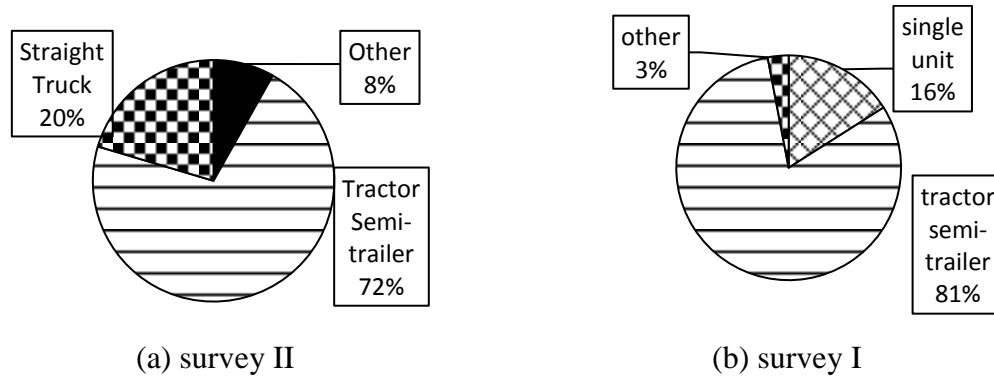 Straight
Truck
20%
Other
8%
Tractor
Semi-
trailer
72%
(a) survey II
other
3%
single
unit
16%
tractor
semi-
trailer
81%
(b) survey I